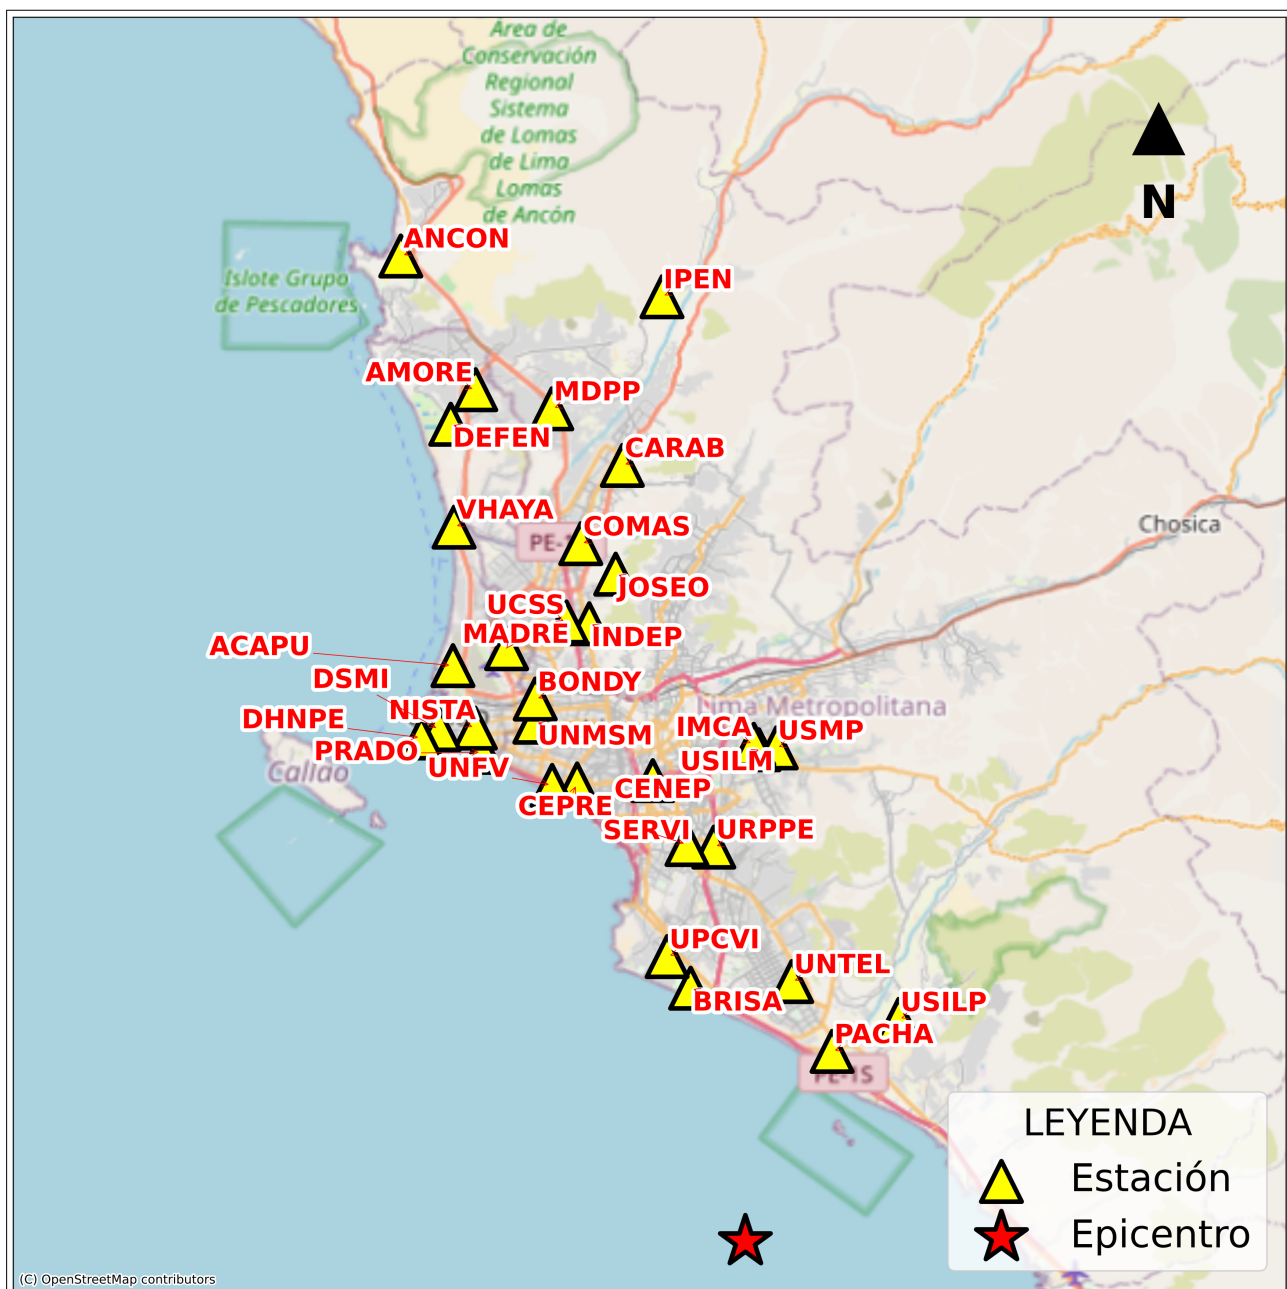 Área de
Conservación
Regional
Sistema
de Lomas
de Lima
Lomas
de Ancón
N
ANCON
Islote Grupo
de Pescadores
IPEN
AMORE
MDPP
DEFEN
CARAB
VHAYA
Chosica
COMAS
JOSEO
UCSS
MADRE
INDEP
ACAPU
DSMI
BONDY
NISTA
Lima Metropolitana
DHNPE
IMCA
USMP
UNMSM
PRADO
USILM
UNFV
Callao
CENEP
CEPRE
SERVI
URPPE
UPCVI
UNTEL
BRISA
USILP
PACHA
PE-1S
LEYENDA
Estación
Epicentro
(C) OpenStreetMap contributors